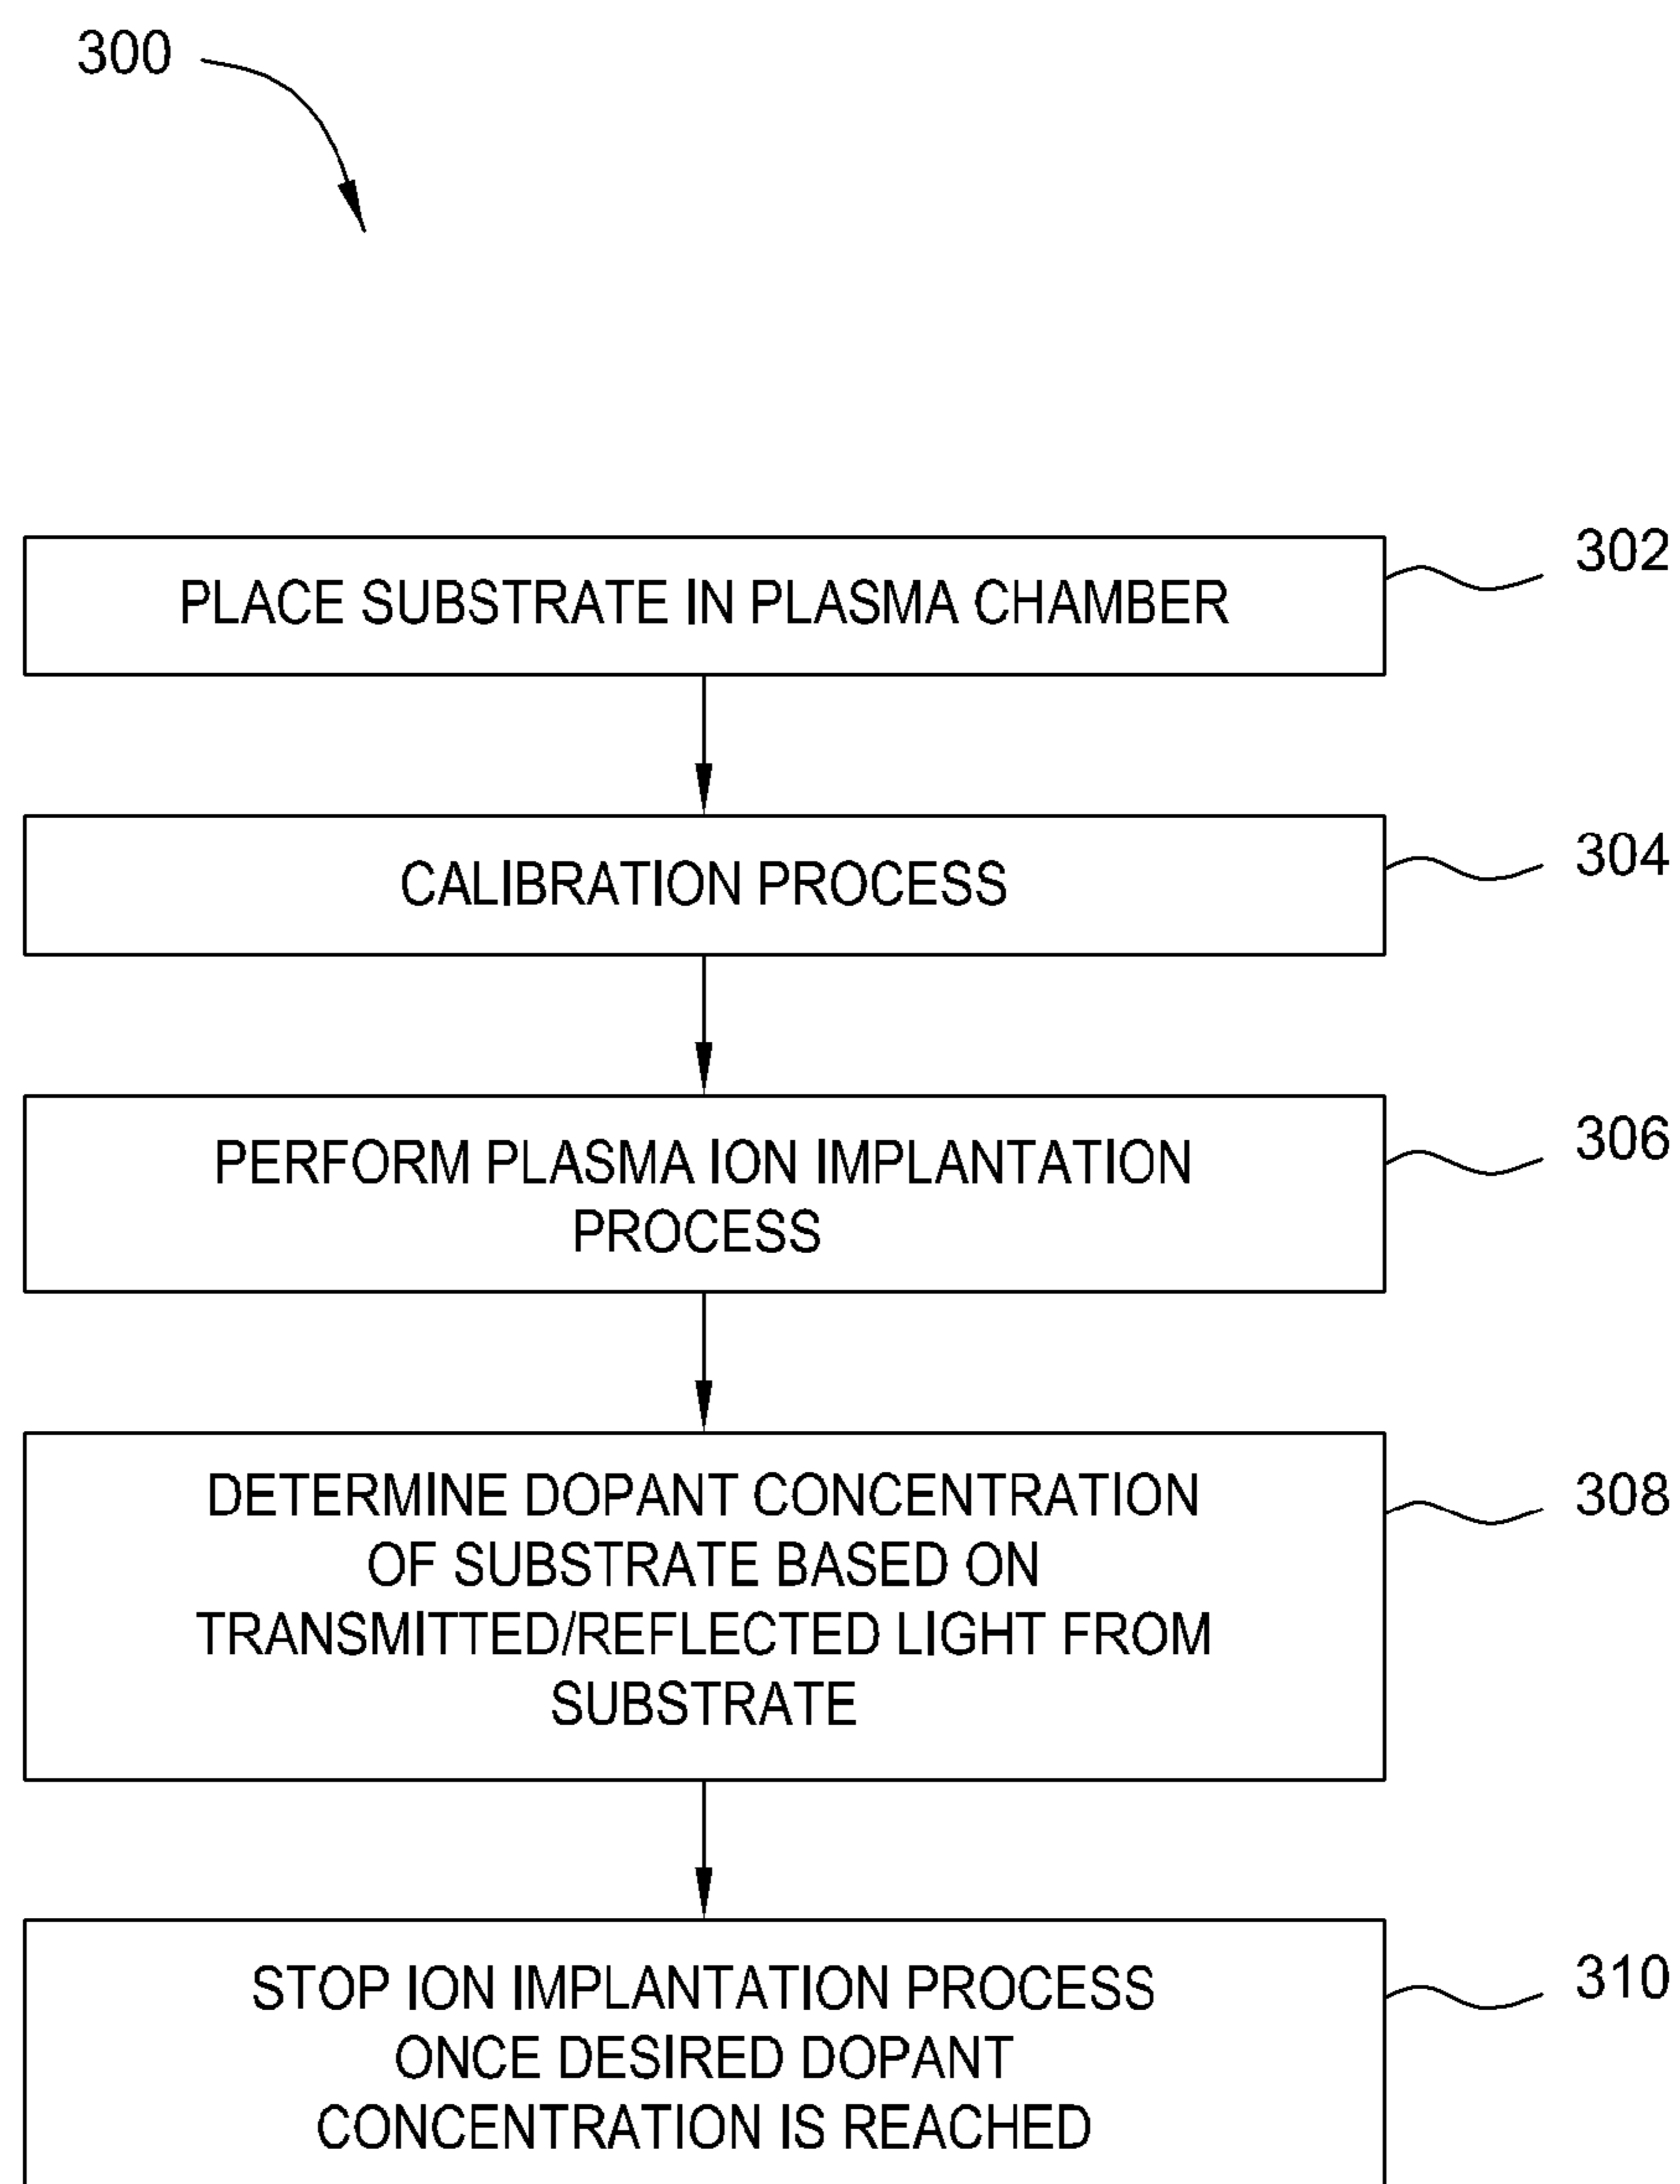 300
PLACE SUBSTRATE IN PLASMA CHAMBER
302
CALIBRATION PROCESS
304
PERFORM PLASMA ION IMPLANTATION
PROCESS
306
DETERMINE DOPANT CONCENTRATION
OF SUBSTRATE BASED ON
TRANSMITTED/REFLECTED LIGHT FROM
SUBSTRATE
308
STOP ION IMPLANTATION PROCESS
ONCE DESIRED DOPANT
CONCENTRATION IS REACHED
310